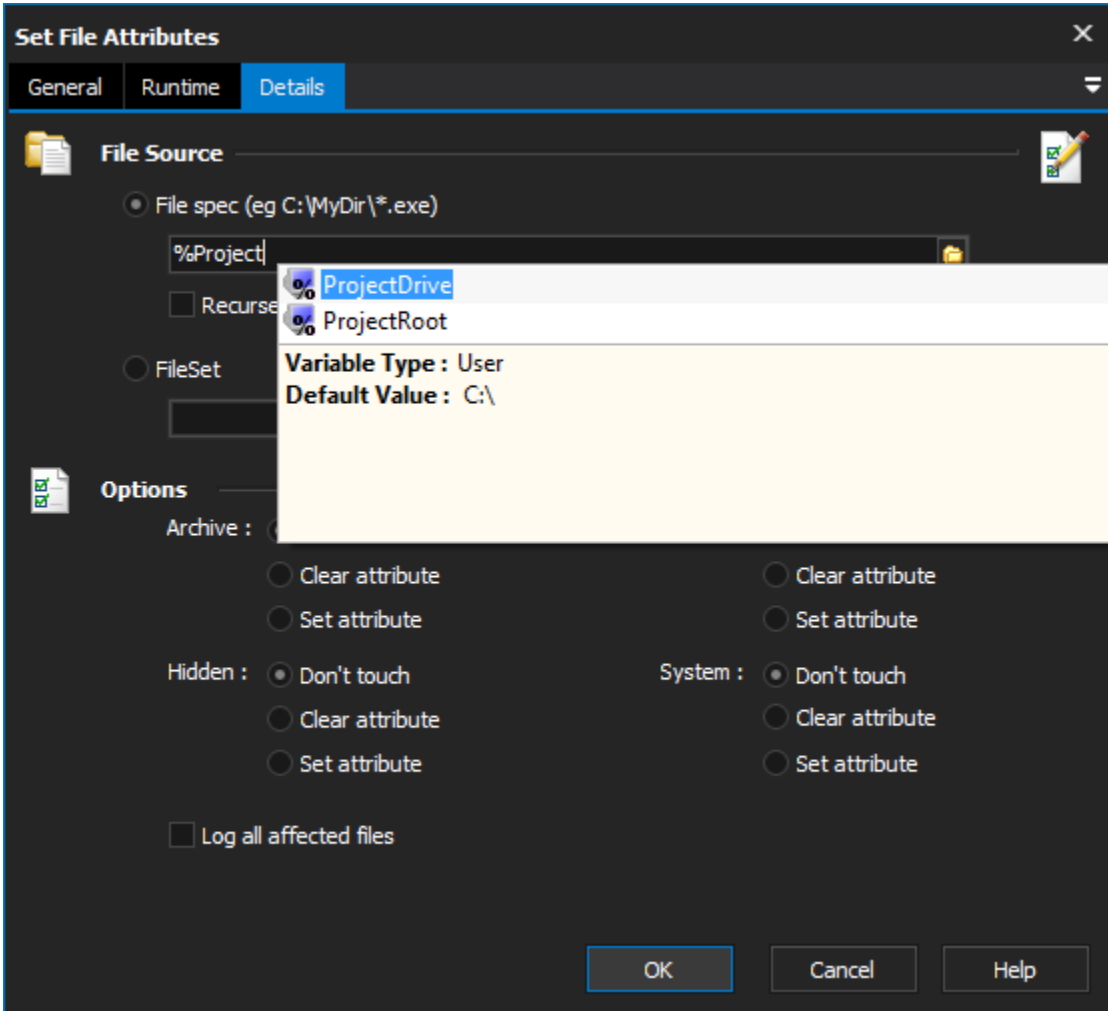 Set File Attributes
General Runtime Details
File Source
File spec (eg C:\MyDir\*.exe)
%Project
ProjectDrive
Recurse
ProjectRoot
FileSet
Variable Type : User
Default Value : C:\
Options
Archive :
Clear attribute Clear attribute
Set attribute Set attribute
Hidden : Don't touch System : Don't touch
Clear attribute Clear attribute
Set attribute Set attribute
Log all affected files
OK Cancel Help